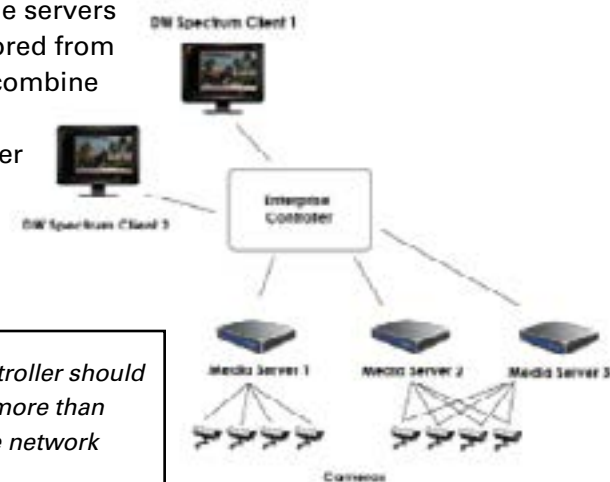 e servers
ored from
combine
er
DW Spectrum Client 1
DW Spectrum Client 2
Enterprise
Controller
Media Server 1
Media Server 2
Media Server 3
Cameras
troller should
more than
e network